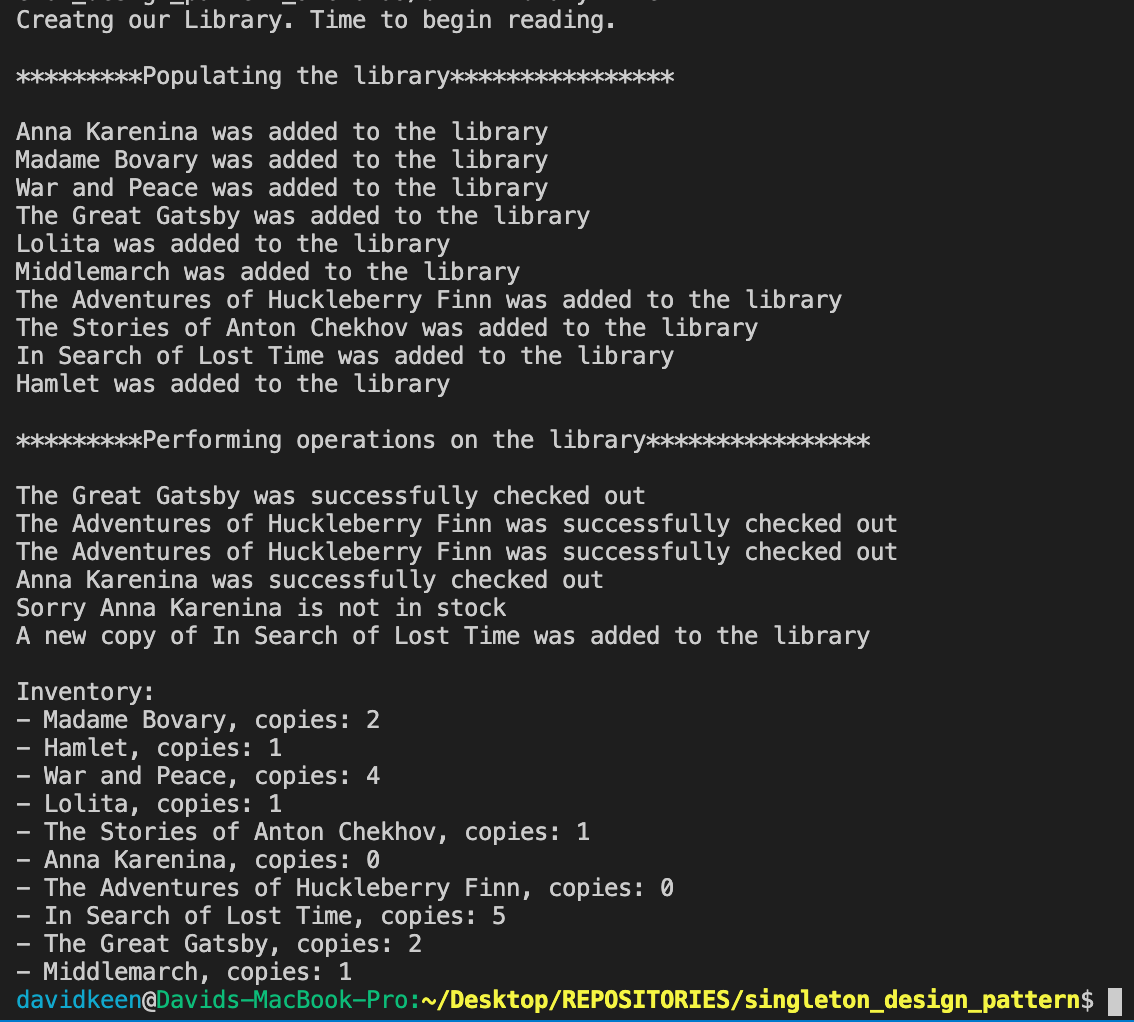 Creatng our Library. Time to begin reading.
*********Populating the library****************
Anna Karenina was added to the library
Madame Bovary was added to the library
War and Peace was added to the library
The Great Gatsby was added to the library
Lolita was added to the library
Middlemarch was added to the library
The Adventures of Huckleberry Finn was added to the library
The Stories of Anton Chekhov was added to the library
In Search of Lost Time was added to the library
Hamlet was added to the library
*********Performing operations on the library****************
The Great Gatsby was successfully checked out
The Adventures of Huckleberry Finn was successfully checked out
The Adventures of Huckleberry Finn was successfully checked out
Anna Karenina was successfully checked out
Sorry Anna Karenina is not in stock
A new copy of In Search of Lost Time was added to the library
Inventory:
- Madame Bovary, copies: 2
- Hamlet, copies: 1
- War and Peace, copies: 4
- Lolita, copies: 1
- The Stories of Anton Chekhov, copies: 1
- Anna Karenina, copies: 0
- The Adventures of Huckleberry Finn, copies: 0
- In Search of Lost Time, copies: 5
- The Great Gatsby, copies: 2
- Middlemarch, copies: 1
davidkeen@Davids-MacBook-Pro:~/Desktop/REPOSITORIES/singleton_design_pattern$